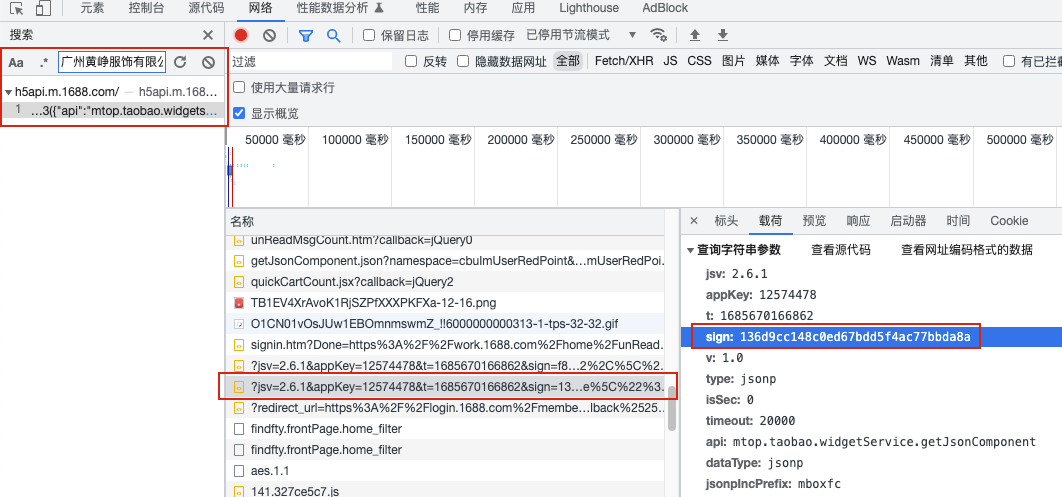 元素 控制台 源代码 网络 性能数据分析 性能 内存 应用 Lighthouse AdBlock
搜索
保留日志 停用缓存 已停用节流模式
Aa .* 广州黄峥服饰有限公
过滤 反转 隐藏数据网址 全部 Fetch/XHR JS CSS 图片 媒体 字体 文档 WS Wasm 清单 其他 有已拦截
h5api.m.1688.com/ — h5api.m.168…
1 …3({"api":"mtop.taobao.widgets…
使用大量请求行
显示概览
50000 毫秒 100000 毫秒 150000 毫秒 200000 毫秒 250000 毫秒 300000 毫秒 350000 毫秒 400000 毫秒 450000 毫秒 500000 毫秒
名称
unReadMsgCount.htm?callback=jQuery0
getJsonComponent.json?namespace=cbuImUserRedPoint&…mUserRedPoi..
quickCartCount.jsx?callback=jQuery2
TB1EV4XrAvoK1RjSZPfXXXPKFXa-12-16.png
O1CN01vOsJUw1EBOmnmswmZ_!!6000000000313-1-tps-32-32.gif
signin.htm?Done=https%3A%2F%2Fwork.1688.com%2Fhome%2FunRead..
?jsv=2.6.1&appKey=12574478&t=1685670166862&sign=f8…2%2C%5C%2..
?jsv=2.6.1&appKey=12574478&t=1685670166862&sign=13…e%5C%22%3.
?redirect_url=https%3A%2F%2Flogin.1688.com%2Fmembe…lback%2525.
findfty.frontPage.home_filter
findfty.frontPage.home_filter
aes.1.1
141.327ce5c7.js
× 标头 载荷 预览 响应 启动器 时间 Cookie
查询字符串参数 查看源代码 查看网址编码格式的数据
jsv: 2.6.1
appKey: 12574478
t: 1685670166862
sign: 136d9cc148c0ed67bdd5f4ac77bbda8a
v: 1.0
type: jsonp
isSec: 0
timeout: 20000
api: mtop.taobao.widgetService.getJsonComponent
dataType: jsonp
jsonpIncPrefix: mboxfc